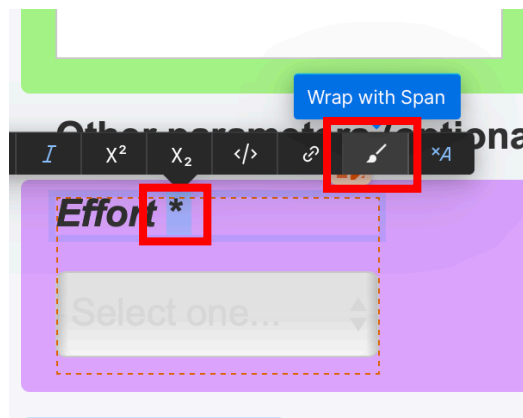 Wrap with Span
Other parameters (optiona
I X² X₂ </> ×A
Effort *
Select one...